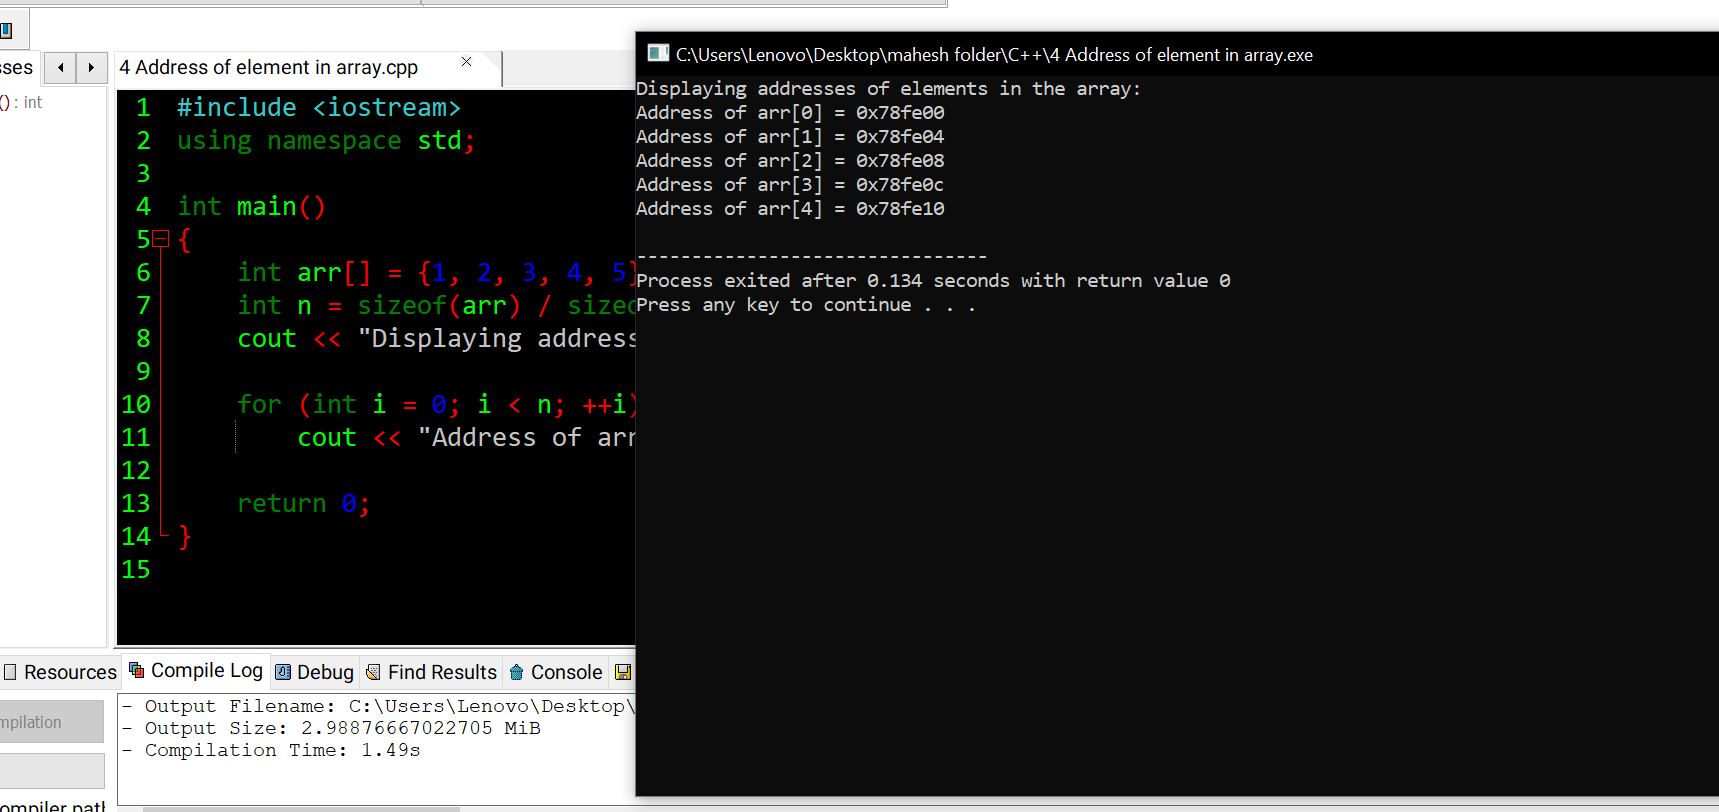 sses
() : int
4 Address of element in array.cpp
1 #include <iostream>
2 using namespace std;
3
4 int main()
5 {
6 int arr[] = {1, 2, 3, 4, 5}
7 int n = sizeof(arr) / sizeo
8 cout << "Displaying address
9
10 for (int i = 0; i < n; ++i)
11 cout << "Address of arr
12
13 return 0;
14 }
15
C:\Users\Lenovo\Desktop\mahesh folder\C++\4 Address of element in array.exe
Displaying addresses of elements in the array:
Address of arr[0] = 0x78fe00
Address of arr[1] = 0x78fe04
Address of arr[2] = 0x78fe08
Address of arr[3] = 0x78fe0c
Address of arr[4] = 0x78fe10
--------------------------------
Process exited after 0.134 seconds with return value 0
Press any key to continue . . .
Resources Compile Log Debug Find Results Console
mpilation
ompiler path
- Output Filename: C:\Users\Lenovo\Desktop\
- Output Size: 2.98876667022705 MiB
- Compilation Time: 1.49s